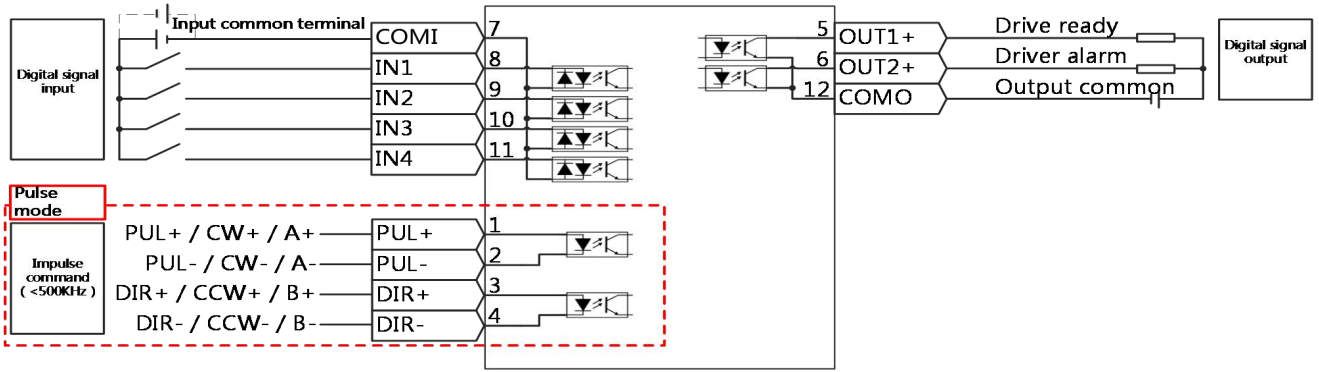 Input common terminal
Digital signal
input
COMI
7
IN1
8
IN2
9
IN3
10
IN4
11
5
OUT1+
Drive ready
6
OUT2+
Driver alarm
12
COMO
Output common
Digital signal
output
Pulse
mode
Impulse
command
( <500KHz )
PUL+ / CW+ / A+
PUL+
1
PUL- / CW- / A-
PUL-
2
DIR+ / CCW+ / B+
DIR+
3
DIR- / CCW- / B-
DIR-
4